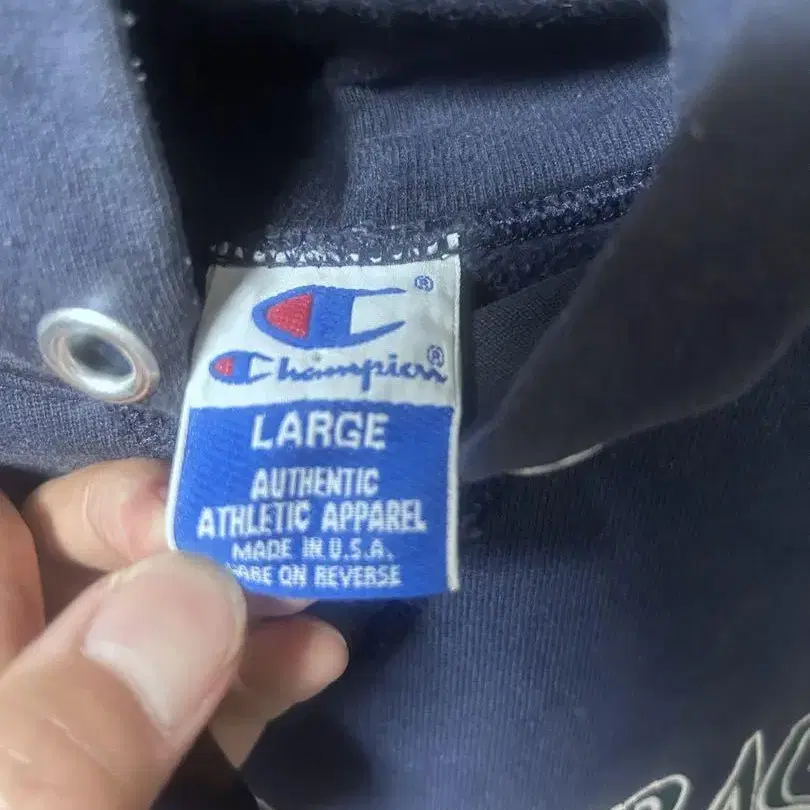 ®
Champion®
LARGE
AUTHENTIC
ATHLETIC APPAREL
MADE IN U.S.A.
CARE ON REVERSE